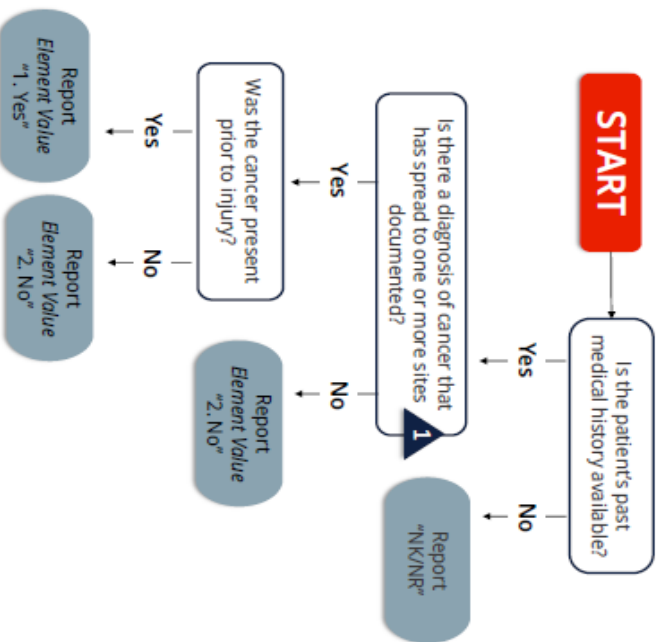 START
Is the patient's past
medical history available?
Yes
No
Is there a diagnosis of cancer that
has spread to one or more sites
documented?
1
Report
"NK/NR"
Yes
No
Was the cancer present
prior to injury?
Report
Element Value
"2. No"
Yes
No
Report
Element Value
"1. Yes"
Report
Element Value
"2. No"